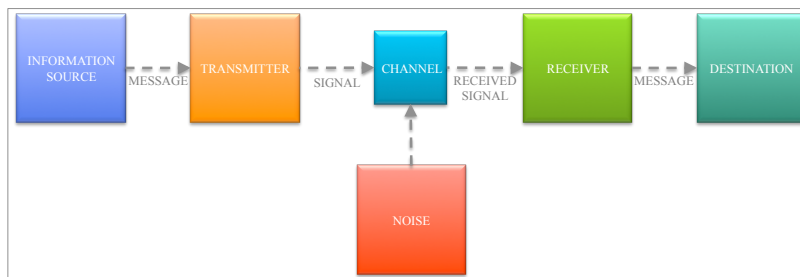 INFORMATION
SOURCE
MESSAGE
TRANSMITTER
SIGNAL
CHANNEL
RECEIVED
SIGNAL
RECEIVER
MESSAGE
DESTINATION
NOISE